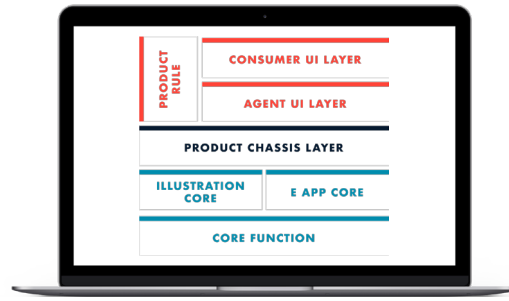 PRODUCT
RULE
CONSUMER UI LAYER
AGENT UI LAYER
PRODUCT CHASSIS LAYER
ILLUSTRATION
CORE
E APP CORE
CORE FUNCTION